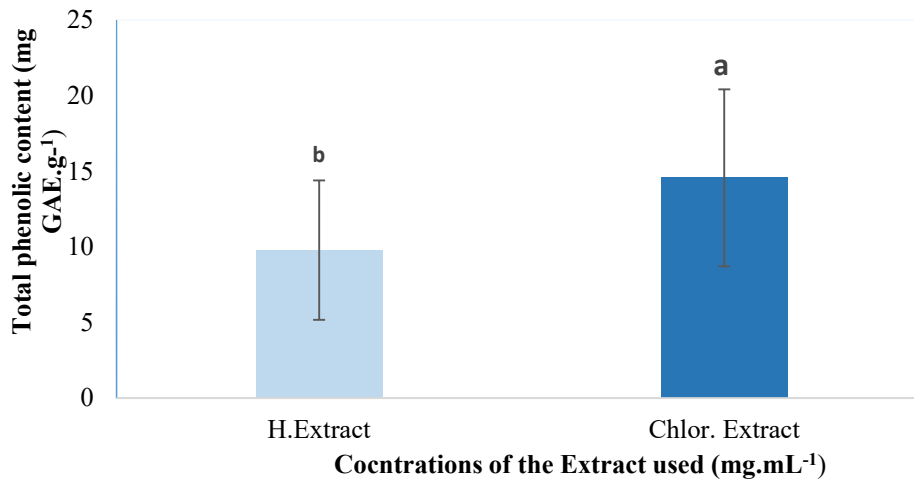 Total phenolic content (mg
GAE.g-¹)
25
20
15
10
5
0
b
a
H.Extract
Chlor. Extract
Cocntrations of the Extract used (mg.mL⁻¹)